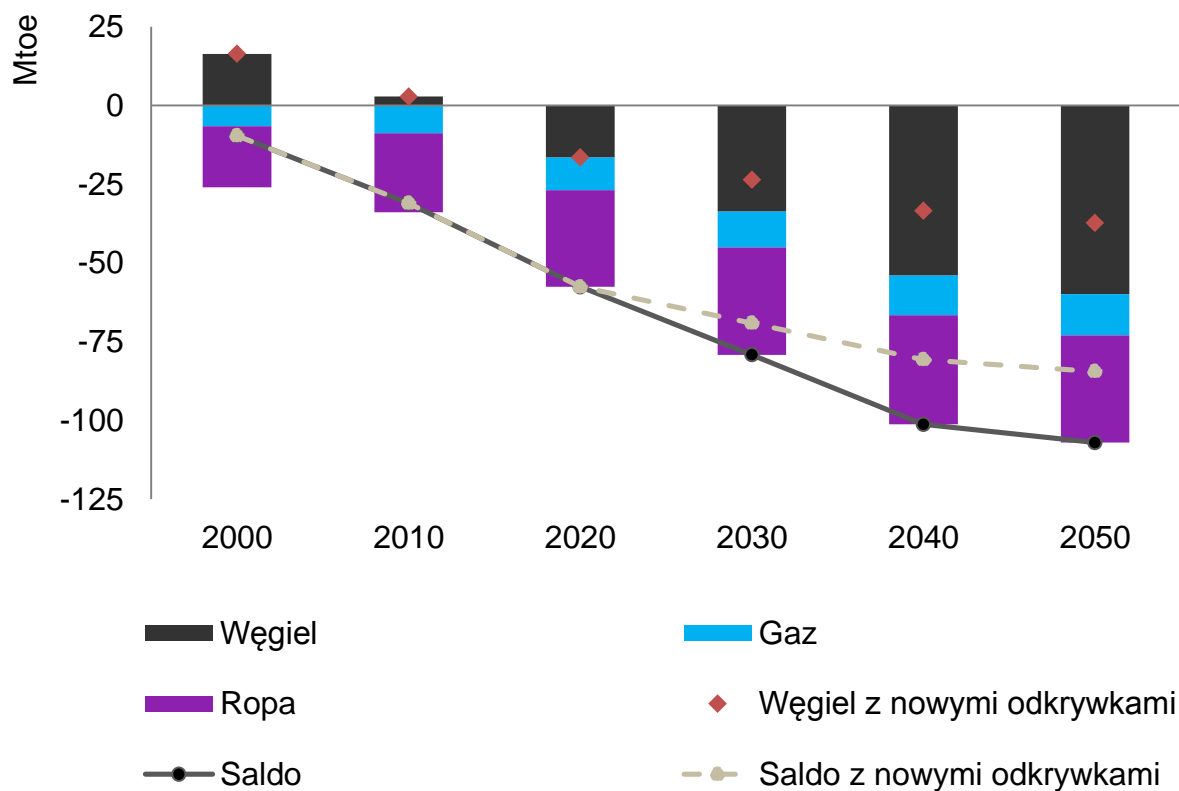 Mtoe
25
0
-25
-50
-75
-100
-125
2000 2010 2020 2030 2040 2050
Węgiel Gaz
Ropa Węgiel z nowymi odkrywkami
Saldo Saldo z nowymi odkrywkami